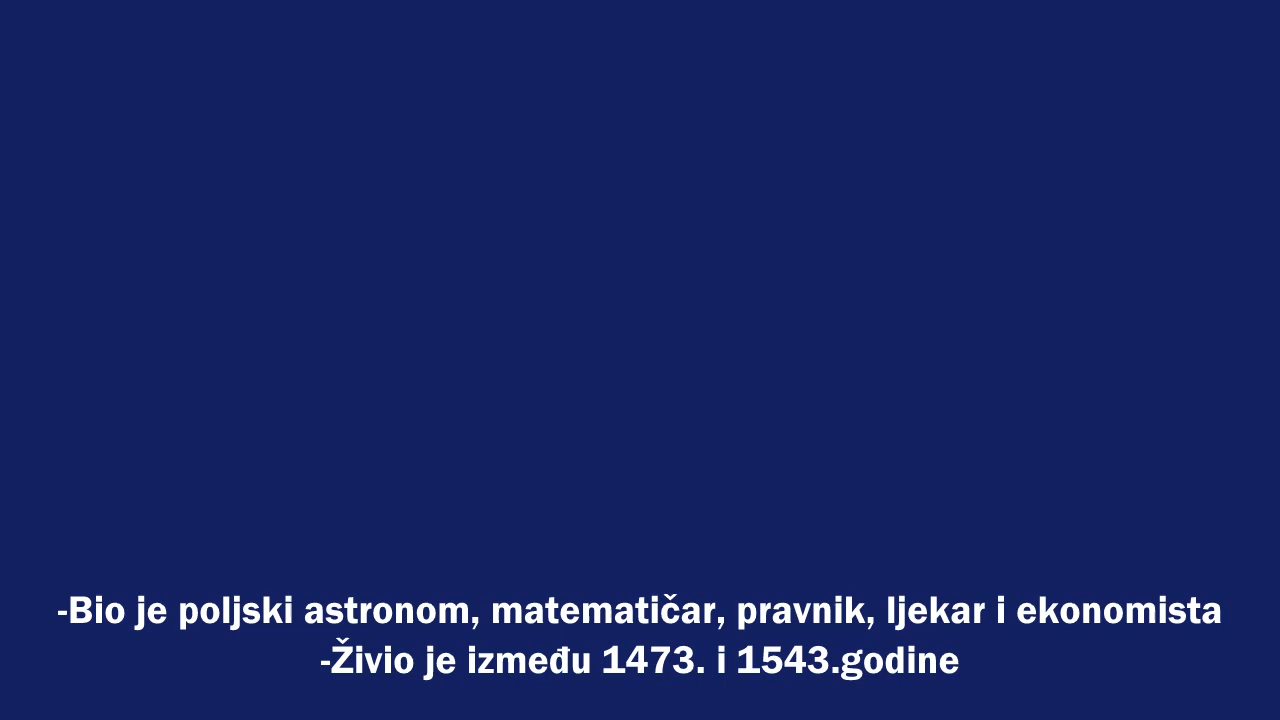 -Bio je poljski astronom, matematičar, pravnik, ljekar i ekonomista
-Živio je između 1473. i 1543.godine